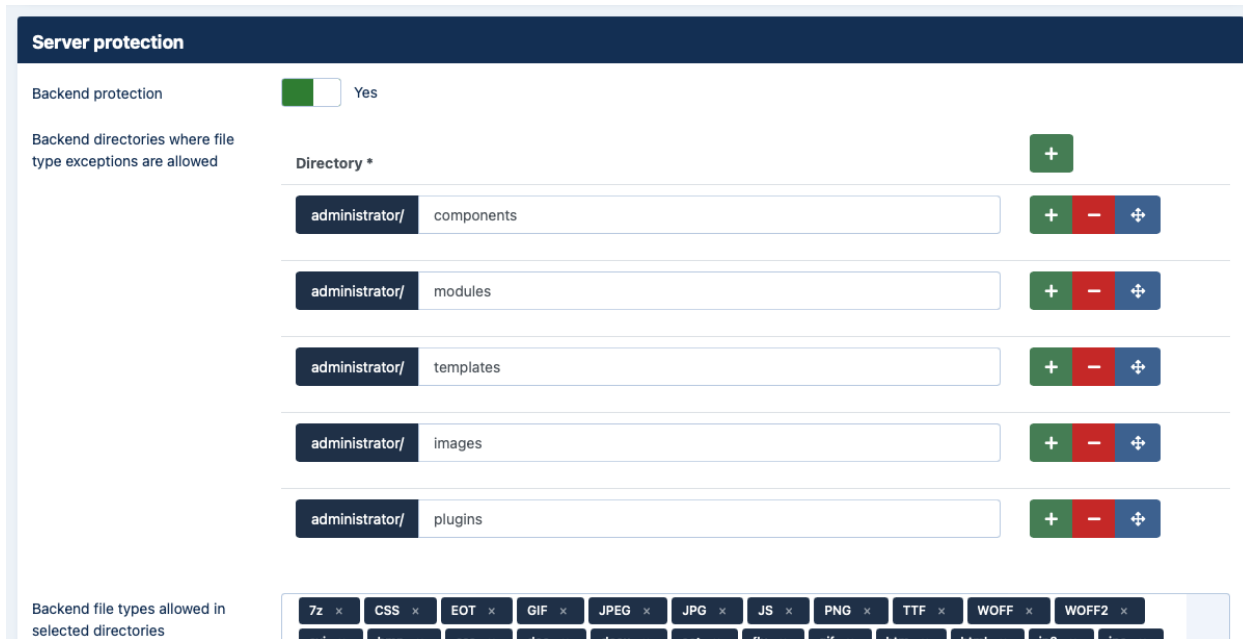 Server protection
Backend protection
Yes
Backend directories where file
type exceptions are allowed
Directory *
administrator/ components
administrator/ modules
administrator/ templates
administrator/ images
administrator/ plugins
Backend file types allowed in
selected directories
7z × CSS × EOT × GIF × JPEG × JPG × JS × PNG × TTF × WOFF × WOFF2 ×